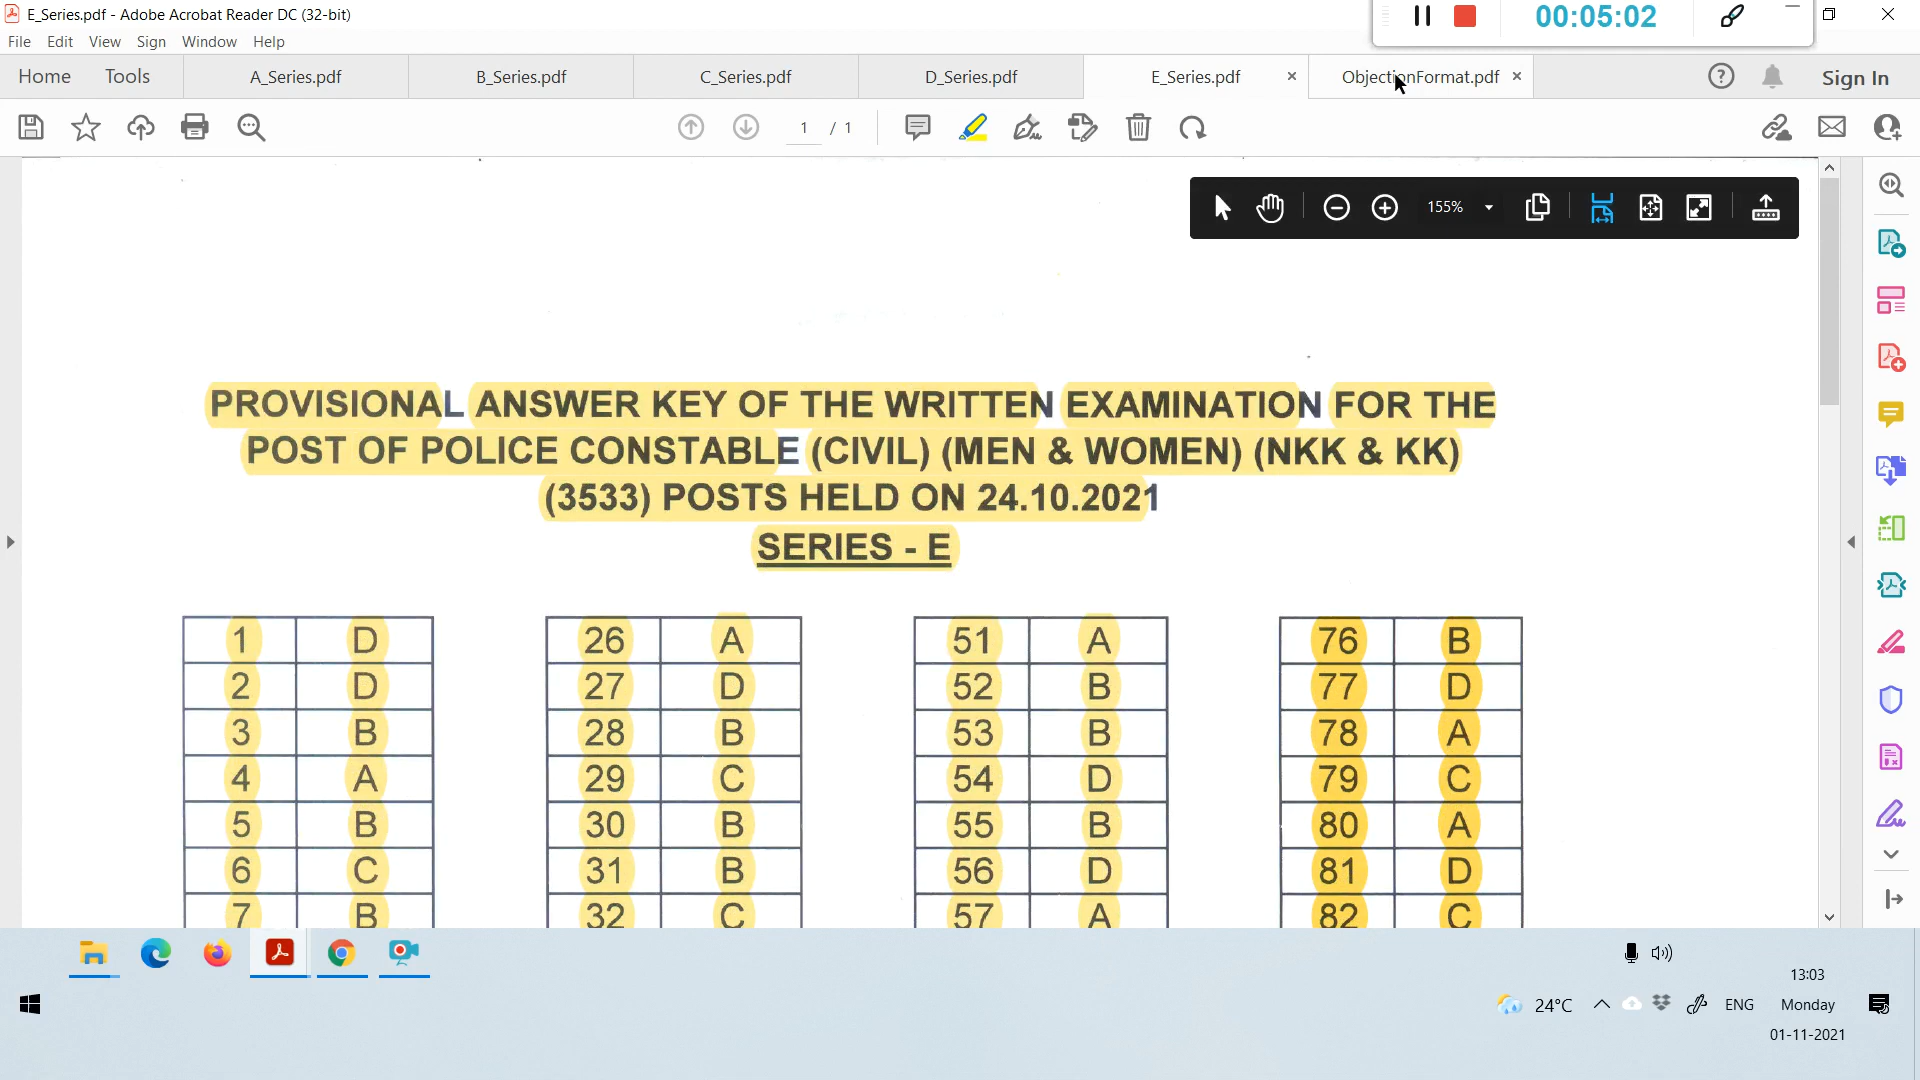 E_Series.pdf - Adobe Acrobat Reader DC (32-bit)
00:05:02
File Edit View Sign Window Help
Home Tools A_Series.pdf B_Series.pdf C_Series.pdf D_Series.pdf E_Series.pdf ObjectionFormat.pdf Sign In
1 / 1
155%
PROVISIONAL ANSWER KEY OF THE WRITTEN EXAMINATION FOR THE
POST OF POLICE CONSTABLE (CIVIL) (MEN & WOMEN) (NKK & KK)
(3533) POSTS HELD ON 24.10.2021
SERIES - E
1 D 26 A 51 A 76 B
2 D 27 D 52 B 77 D
3 B 28 B 53 B 78 A
4 A 29 C 54 D 79 C
5 B 30 B 55 B 80 A
6 C 31 B 56 D 81 D
7 B 32 C 57 A 82 C
13:03
24°C ENG Monday
01-11-2021